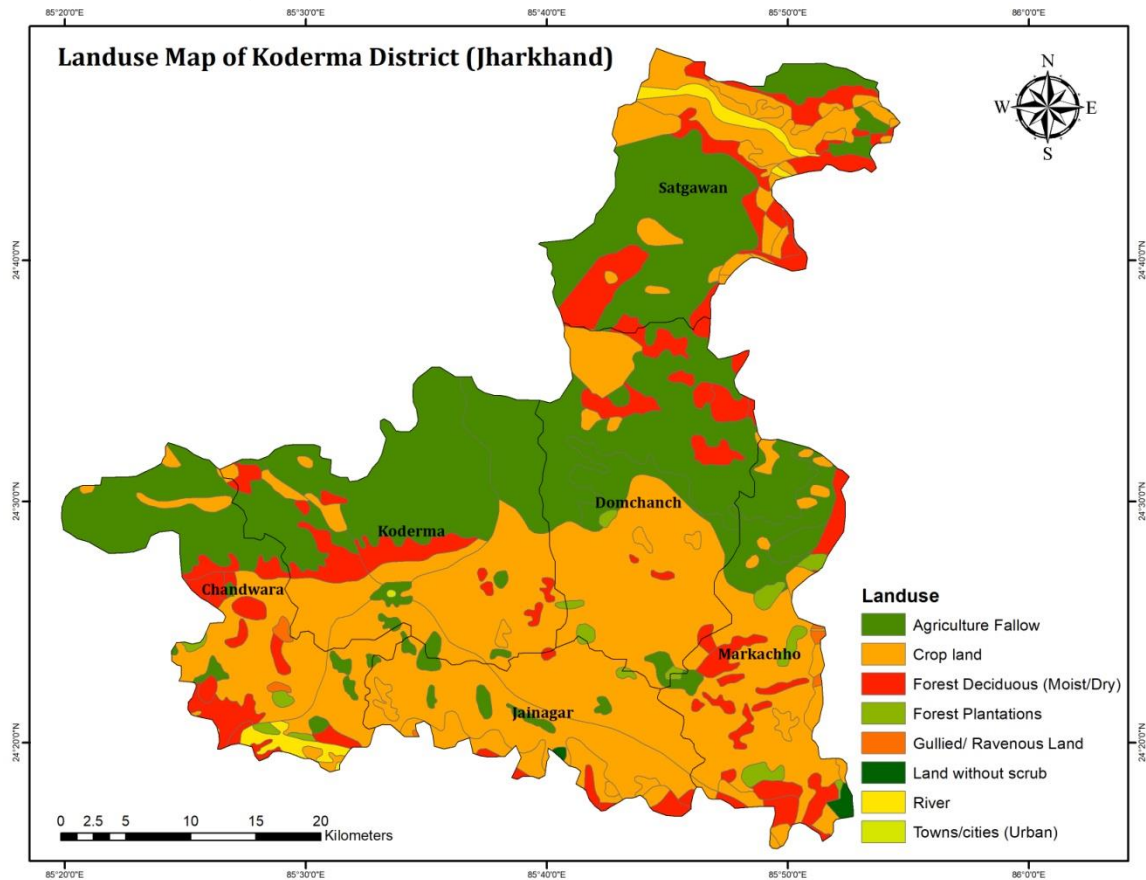 85°20'0"E 85°30'0"E 85°40'0"E 85°50'0"E 86°0'0"E
Landuse Map of Koderma District (Jharkhand)
N
W E
S
Satgawan
24°40'0"N 24°40'0"N
24°30'0"N 24°30'0"N
Domchanch
Koderma
Chandwara
Markachho
Jainagar
24°20'0"N 24°20'0"N
Landuse
Agriculture Fallow
Crop land
Forest Deciduous (Moist/Dry)
Forest Plantations
Gullied/ Ravenous Land
Land without scrub
River
Towns/cities (Urban)
0 2.5 5 10 15 20
Kilometers
85°20'0"E 85°30'0"E 85°40'0"E 85°50'0"E 86°0'0"E